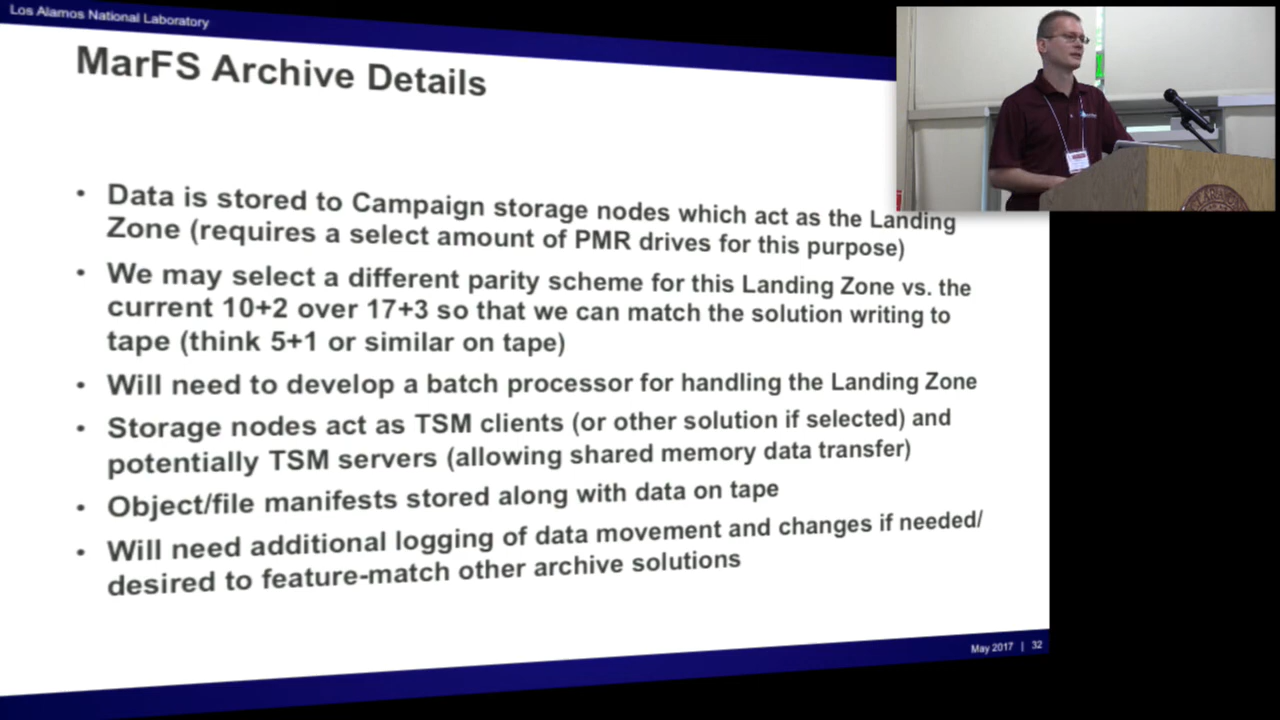 Los Alamos National Laboratory
MarFS Archive Details
• Data is stored to Campaign storage nodes which act as the Landing
Zone (requires a select amount of PMR drives for this purpose)
• We may select a different parity scheme for this Landing Zone vs. the
current 10+2 over 17+3 so that we can match the solution writing to
tape (think 5+1 or similar on tape)
• Will need to develop a batch processor for handling the Landing Zone
• Storage nodes act as TSM clients (or other solution if selected) and
potentially TSM servers (allowing shared memory data transfer)
• Object/file manifests stored along with data on tape
• Will need additional logging of data movement and changes if needed/
desired to feature-match other archive solutions
May 2017 | 32